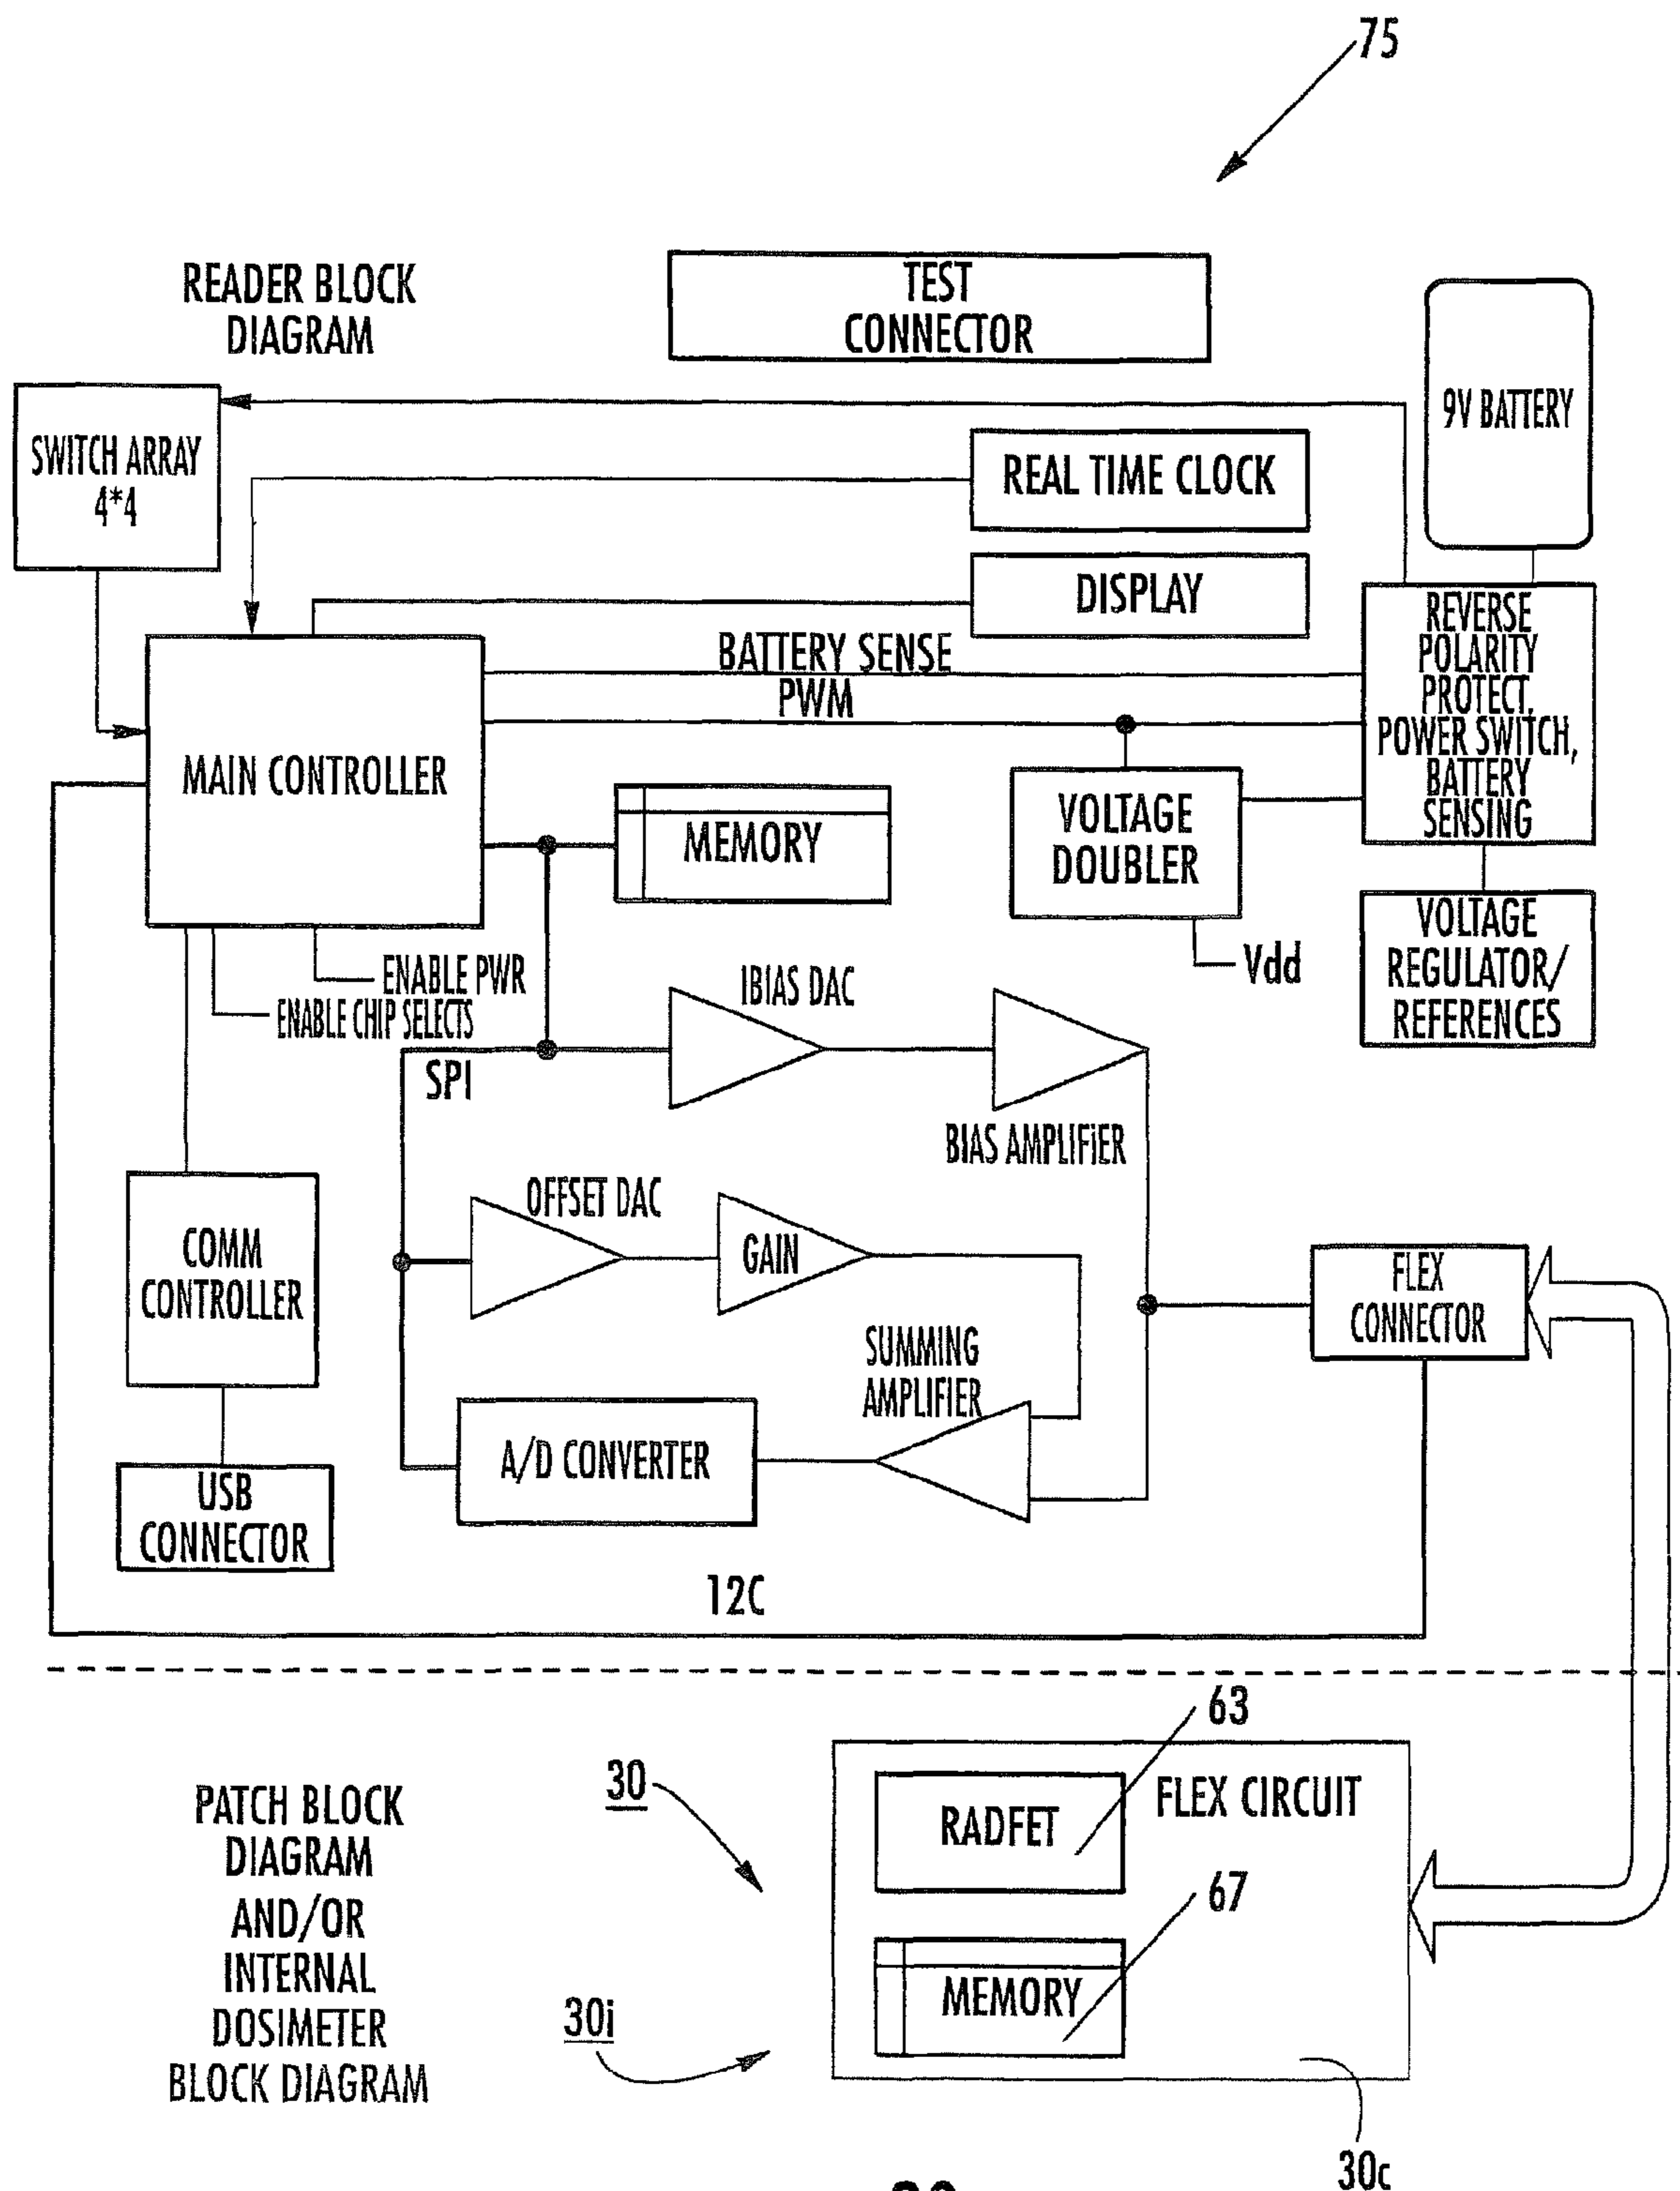 75
READER BLOCK
DIAGRAM
TEST
CONNECTOR
9V BATTERY
SWITCH ARRAY
4*4
REAL TIME CLOCK
DISPLAY
REVERSE
POLARITY
PROTECT,
POWER SWITCH,
BATTERY
SENSING
BATTERY SENSE
PWM
MAIN CONTROLLER
MEMORY
VOLTAGE
DOUBLER
Vdd
VOLTAGE
REGULATOR/
REFERENCES
ENABLE PWR
ENABLE CHIP SELECTS
IBIAS DAC
SPI
BIAS AMPLIFIER
OFFSET DAC
GAIN
COMM
CONTROLLER
FLEX
CONNECTOR
SUMMING
AMPLIFIER
A/D CONVERTER
USB
CONNECTOR
12C
63
30
PATCH BLOCK
DIAGRAM
AND/OR
INTERNAL
DOSIMETER
BLOCK DIAGRAM
RADFET
FLEX CIRCUIT
67
MEMORY
30i
30c